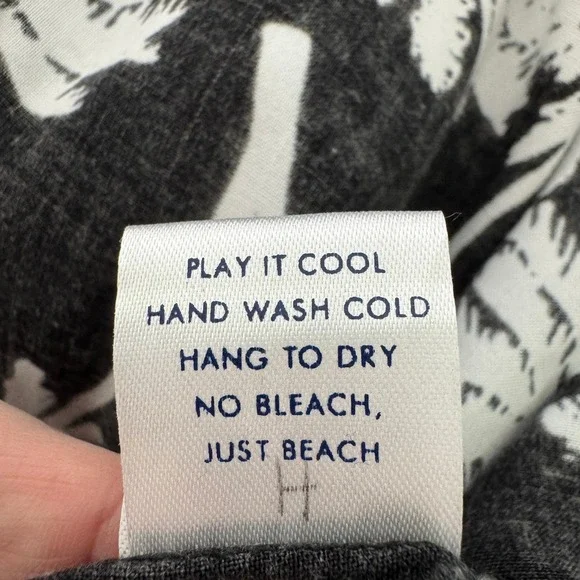 PLAY IT COOL
HAND WASH COLD
HANG TO DRY
NO BLEACH,
JUST BEACH
H